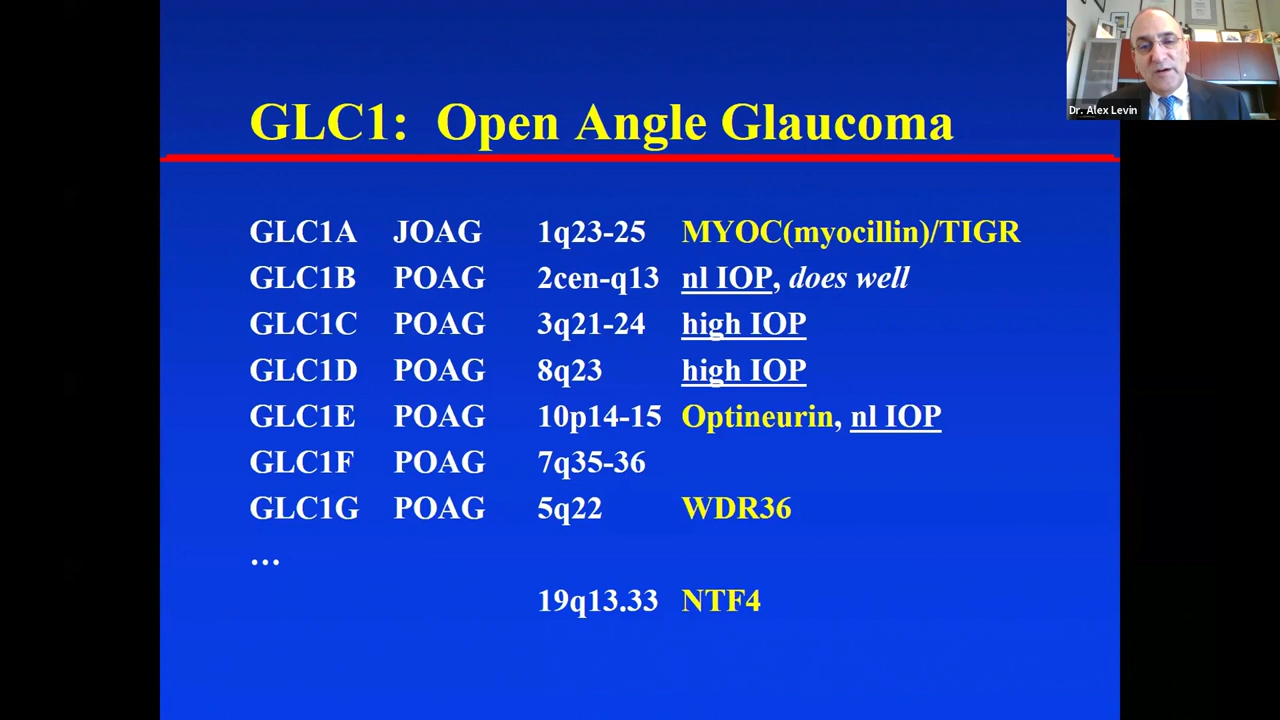 GLC1: Open Angle Glaucoma
GLC1A JOAG 1q23-25 MYOC(myocillin)/TIGR
GLC1B POAG 2cen-q13 nl IOP, does well
GLC1C POAG 3q21-24 high IOP
GLC1D POAG 8q23 high IOP
GLC1E POAG 10p14-15 Optineurin, nl IOP
GLC1F POAG 7q35-36
GLC1G POAG 5q22 WDR36
…
19q13.33 NTF4
Dr. Alex Levin